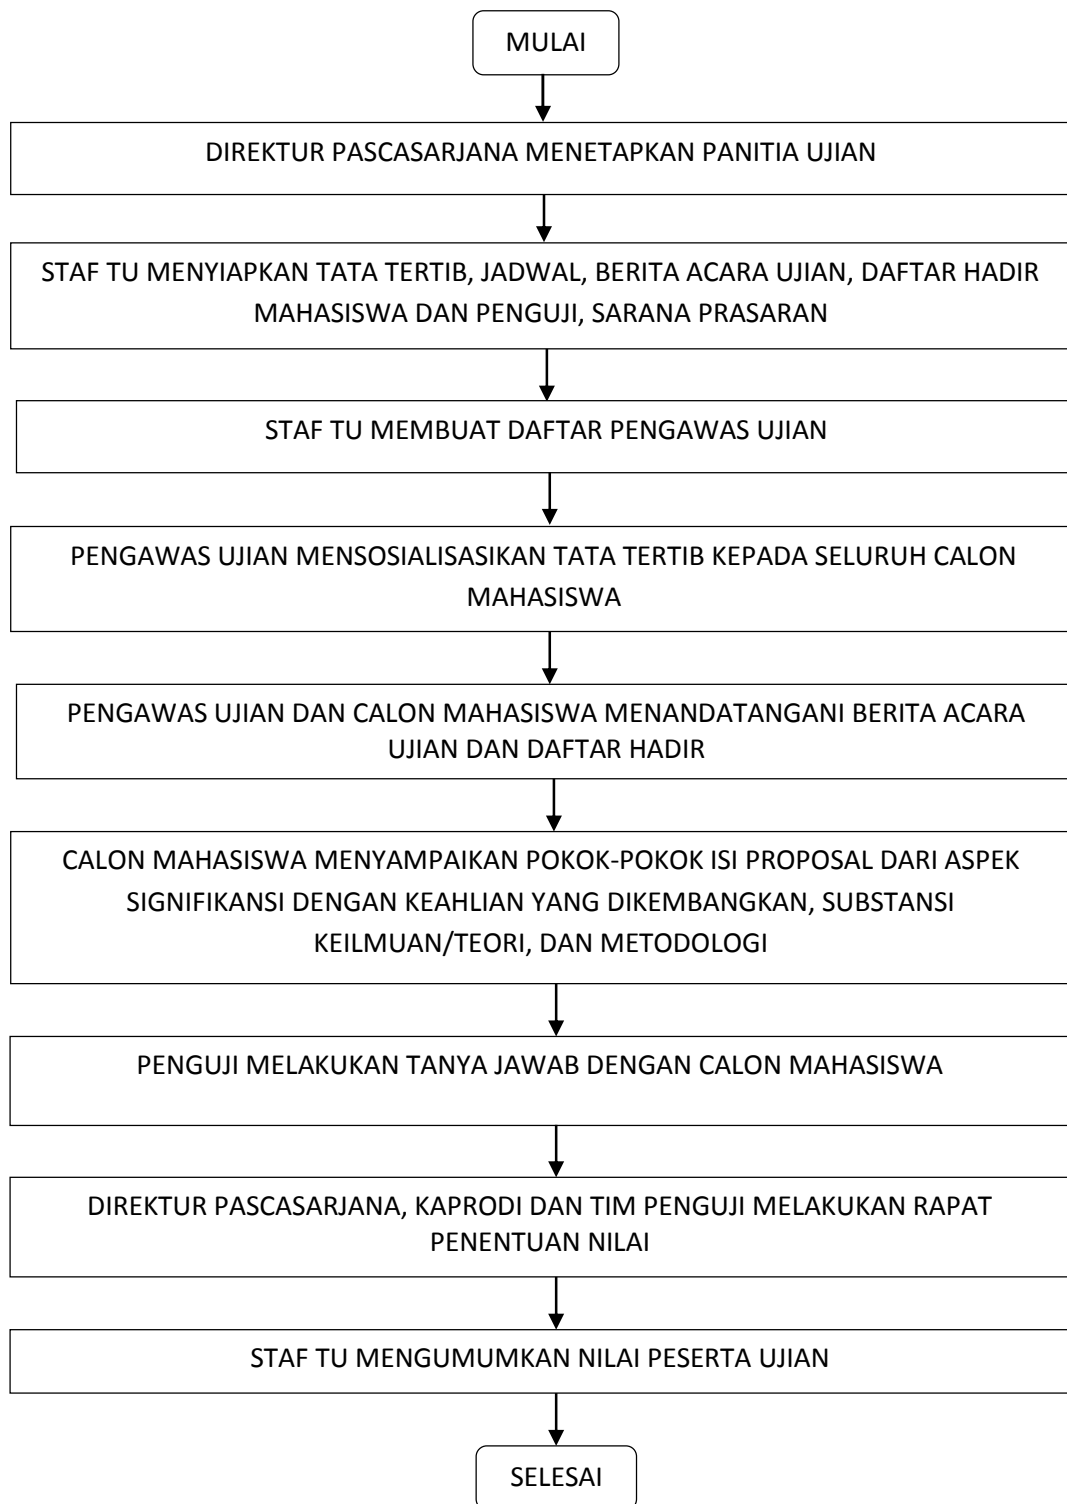 MULAI
DIREKTUR PASCASARJANA MENETAPKAN PANITIA UJIAN
STAF TU MENYIAPKAN TATA TERTIB, JADWAL, BERITA ACARA UJIAN, DAFTAR HADIR
MAHASISWA DAN PENGUJI, SARANA PRASARAN
STAF TU MEMBUAT DAFTAR PENGAWAS UJIAN
PENGAWAS UJIAN MENSOSIALISASIKAN TATA TERTIB KEPADA SELURUH CALON
MAHASISWA
PENGAWAS UJIAN DAN CALON MAHASISWA MENANDATANGANI BERITA ACARA
UJIAN DAN DAFTAR HADIR
CALON MAHASISWA MENYAMPAIKAN POKOK-POKOK ISI PROPOSAL DARI ASPEK
SIGNIFIKANSI DENGAN KEAHLIAN YANG DIKEMBANGKAN, SUBSTANSI
KEILMUAN/TEORI, DAN METODOLOGI
PENGUJI MELAKUKAN TANYA JAWAB DENGAN CALON MAHASISWA
DIREKTUR PASCASARJANA, KAPRODI DAN TIM PENGUJI MELAKUKAN RAPAT
PENENTUAN NILAI
STAF TU MENGUMUMKAN NILAI PESERTA UJIAN
SELESAI